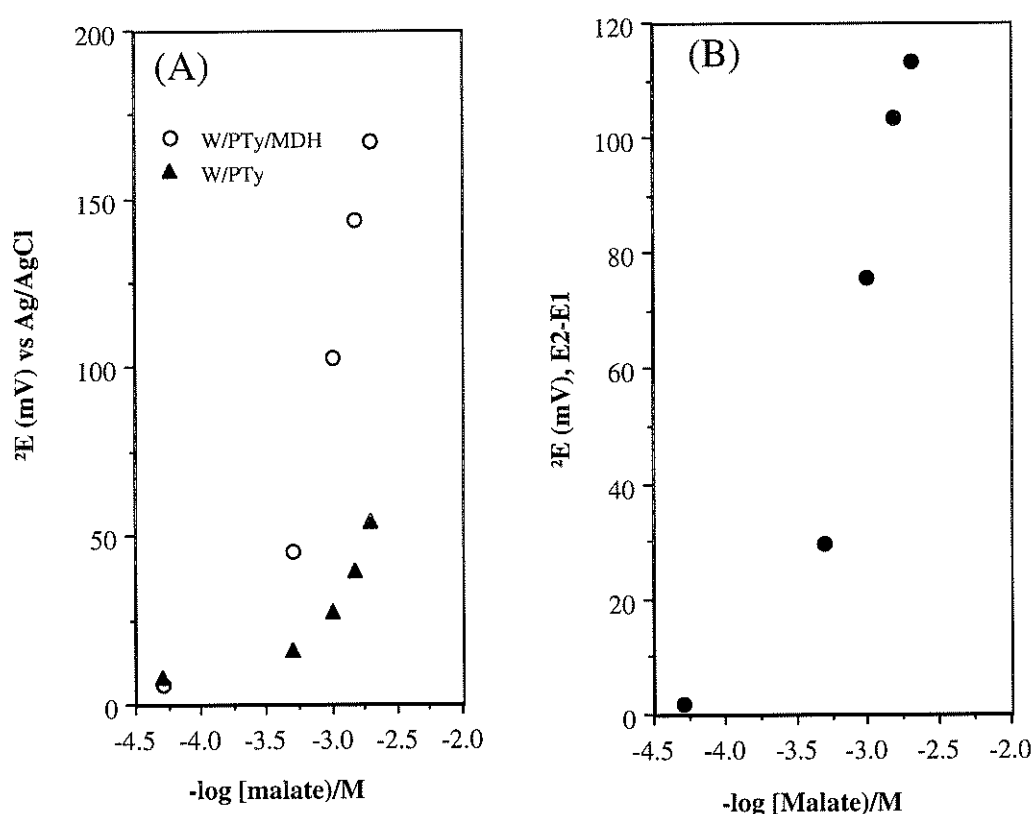 (A)
200
150
100
50
0
W/PTy/MDH
W/PTy
²E (mV) vs Ag/AgCl
-4.5 -4.0 -3.5 -3.0 -2.5 -2.0
-log [malate)/M
(B)
120
100
80
60
40
20
0
²E (mV), E2-E1
-4.5 -4.0 -3.5 -3.0 -2.5 -2.0
-log [Malate)/M